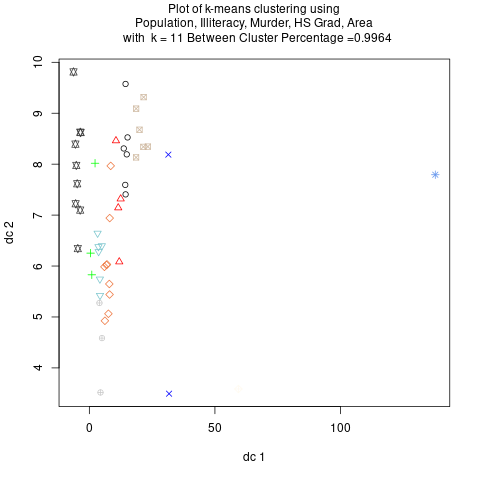 Plot of k-means clustering using
Population, Illiteracy, Murder, HS Grad, Area
with  k = 11 Between Cluster Percentage =0.9964
10
9
8
7
6
5
4
dc 2
0
50
100
dc 1